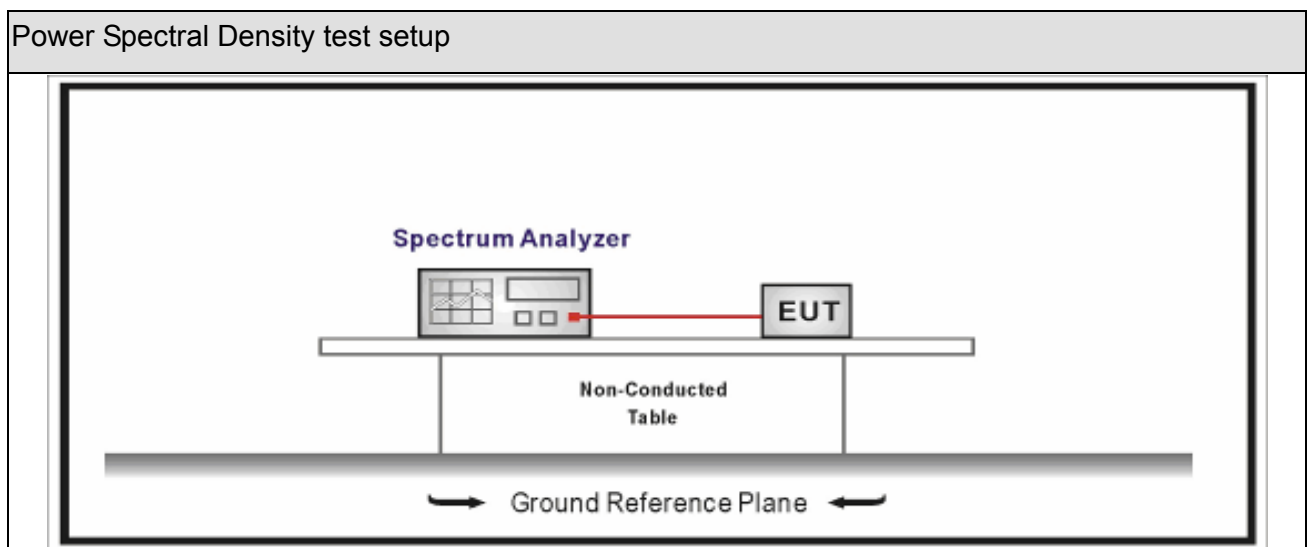 Power Spectral Density test setup
Spectrum Analyzer
EUT
Non-Conducted
Table
Ground Reference Plane